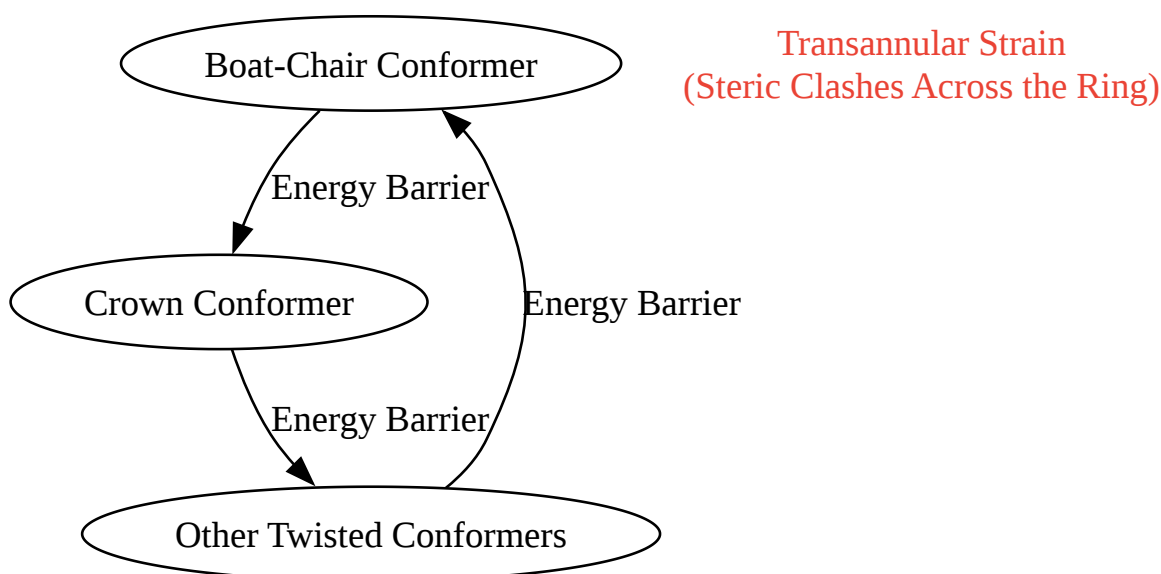 Boat-Chair Conformer
Transannular Strain
(Steric Clashes Across the Ring)
Energy Barrier
Crown Conformer
Energy Barrier
Energy Barrier
Other Twisted Conformers